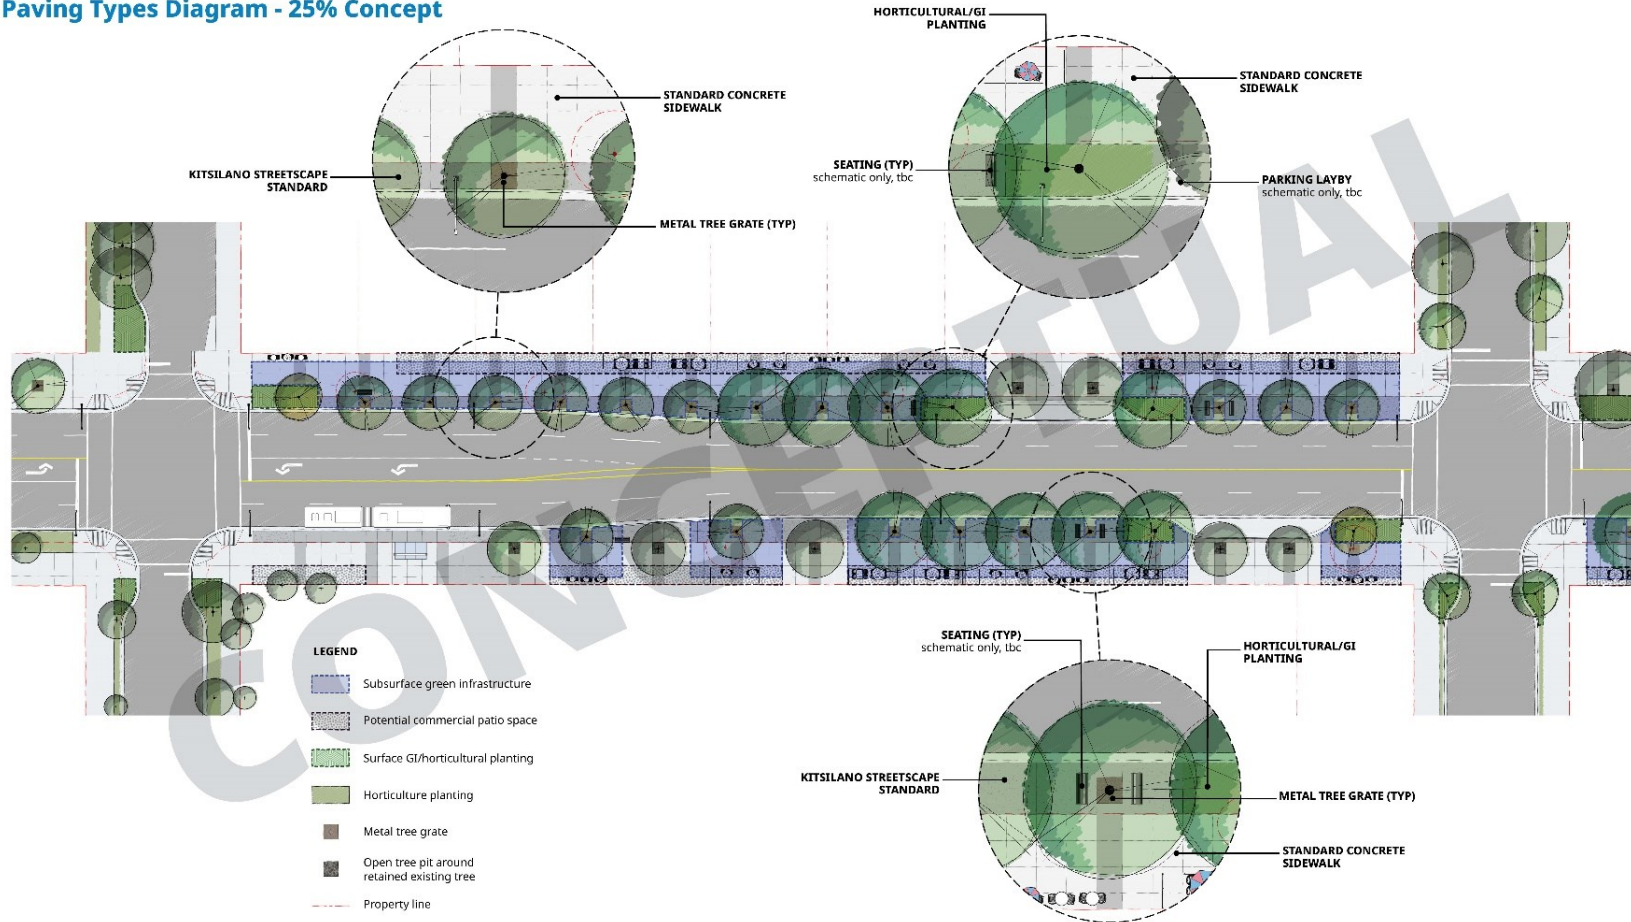 Paving Types Diagram - 25% Concept
HORTICULTURAL/GI
PLANTING
STANDARD CONCRETE
SIDEWALK
STANDARD CONCRETE
SIDEWALK
KITSILANO STREETSCAPE
STANDARD
SEATING (TYP)
schematic only, tbc
PARKING LAYBY
schematic only, tbc
METAL TREE GRATE (TYP)
CONCEPTUAL
SEATING (TYP)
schematic only, tbc
HORTICULTURAL/GI
PLANTING
KITSILANO STREETSCAPE
STANDARD
METAL TREE GRATE (TYP)
STANDARD CONCRETE
SIDEWALK
LEGEND
Subsurface green infrastructure
Potential commercial patio space
Surface GI/horticultural planting
Horticulture planting
Metal tree grate
Open tree pit around
retained existing tree
Property line